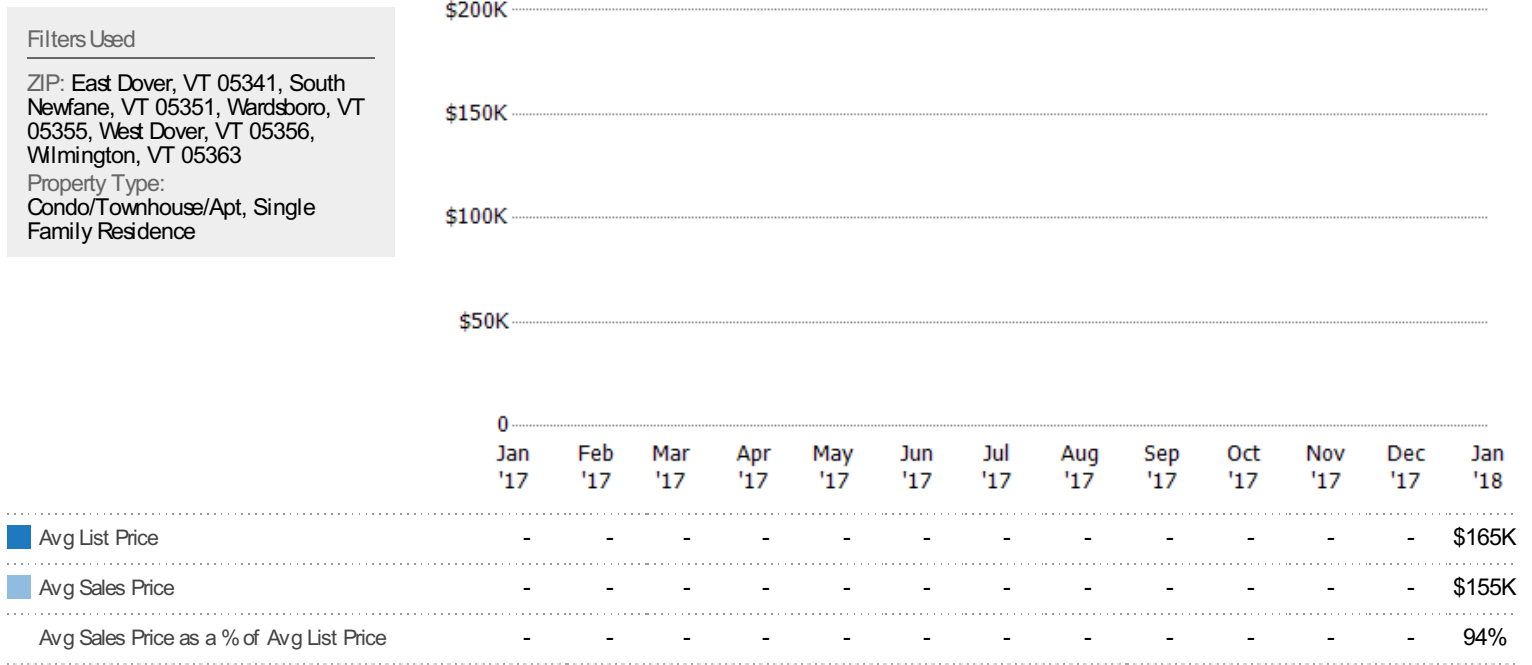 Filters Used
ZIP: East Dover, VT 05341, South
Newfane, VT 05351, Wardsboro, VT
05355, West Dover, VT 05356,
Wilmington, VT 05363
Property Type:
Condo/Townhouse/Apt, Single
Family Residence
$200K
$150K
$100K
$50K
0
Jan Feb Mar Apr May Jun Jul Aug Sep Oct Nov Dec Jan
'17 '17 '17 '17 '17 '17 '17 '17 '17 '17 '17 '17 '18
Avg List Price - - - - - - - - - - - - $165K
Avg Sales Price - - - - - - - - - - - - $155K
Avg Sales Price as a % of Avg List Price - - - - - - - - - - - - 94%